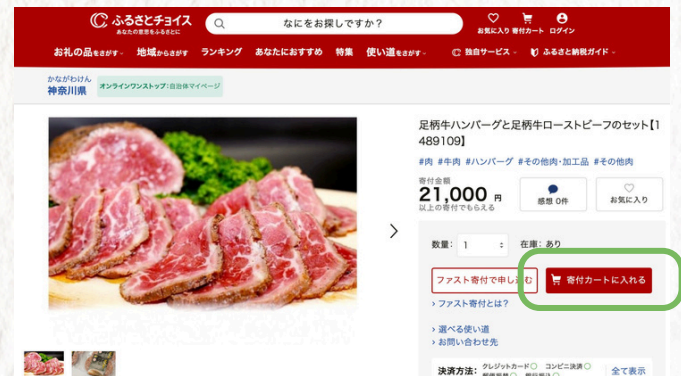 ふるさとチョイス
あなたの意思をふるさとに
なにをお探しですか?
お気に入り 寄付カート ログイン
お礼の品をさがす 地域からさがす ランキング あなたにおすすめ 特集 使い道をさがす 独自サービス ふるさと納税ガイド
かながわけん
神奈川県
オンラインワンストップ:自治体マイページ
足柄牛ハンバーグと足柄牛ローストビーフのセット【1
489109】
#肉 #牛肉 #ハンバーグ #その他肉・加工品 #その他肉
寄付金額
21,000 円
以上の寄付でもらえる
感想 0件
お気に入り
数量: 1 在庫: あり
ファスト寄付で申し込む
寄付カートに入れる
> ファスト寄付とは?
> 選べる使い道
> お問い合わせ先
決済方法: クレジットカード○ コンビニ決済○
全て表示